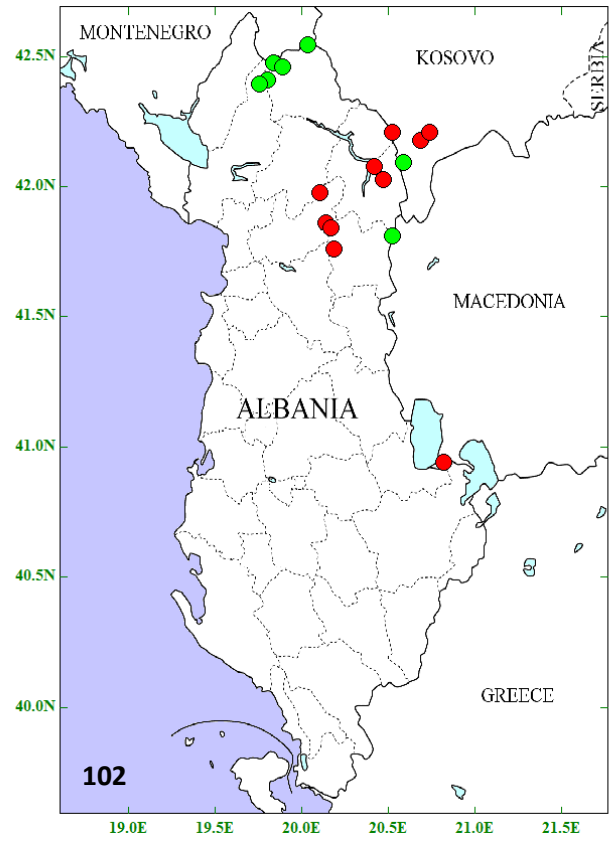 MONTENEGRO
KOSOVO
SERBIA
MACEDONIA
ALBANIA
GREECE
102
42.5N
42.0N
41.5N
41.0N
40.5N
40.0N
19.0E 19.5E 20.0E 20.5E 21.0E 21.5E